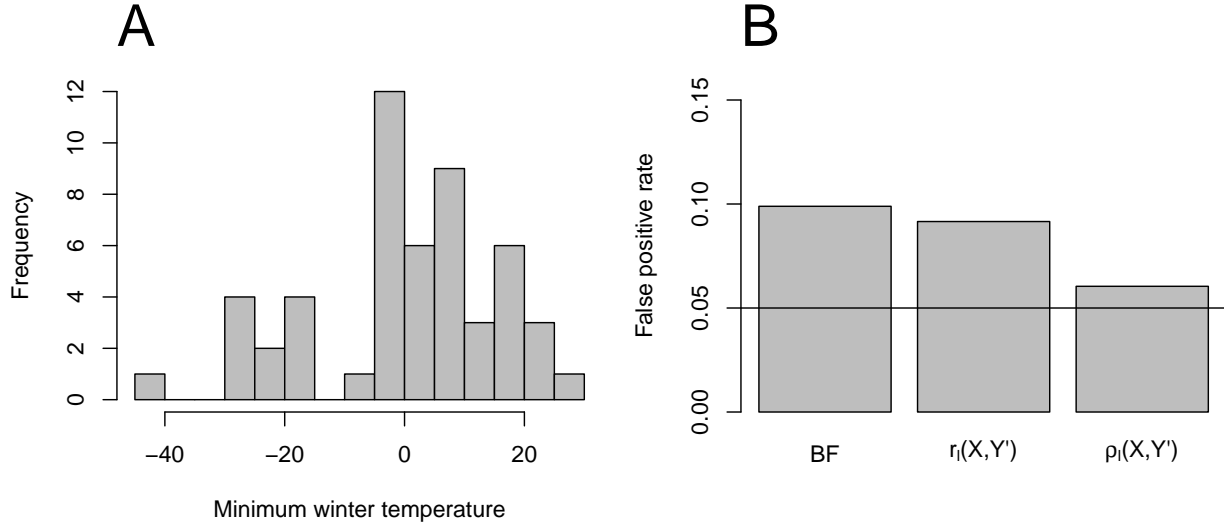 A
B
Frequency
12
10
8
6
4
2
0
−40
−20
0
20
Minimum winter temperature
False positive rate
0.15
0.10
0.05
0.00
BF
rₗ(X,Y')
ρₗ(X,Y')